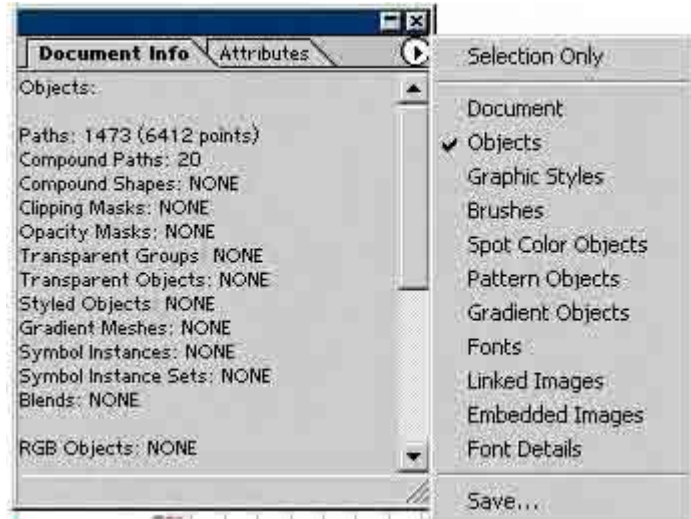 Document Info Attributes
Objects:
Paths: 1473 (6412 points)
Compound Paths: 20
Compound Shapes: NONE
Clipping Masks: NONE
Opacity Masks: NONE
Transparent Groups NONE
Transparent Objects: NONE
Styled Objects NONE
Gradient Meshes: NONE
Symbol Instances: NONE
Symbol Instance Sets: NONE
Blends: NONE
RGB Objects: NONE
Selection Only
Document
Objects
Graphic Styles
Brushes
Spot Color Objects
Pattern Objects
Gradient Objects
Fonts
Linked Images
Embedded Images
Font Details
Save...